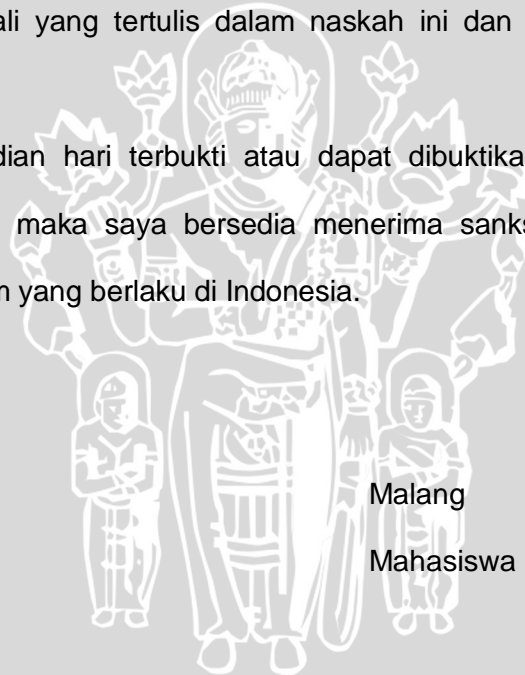 ali yang tertulis dalam naskah ini dan
dian hari terbukti atau dapat dibuktika
maka saya bersedia menerima sanks
m yang berlaku di Indonesia.
Malang
Mahasiswa